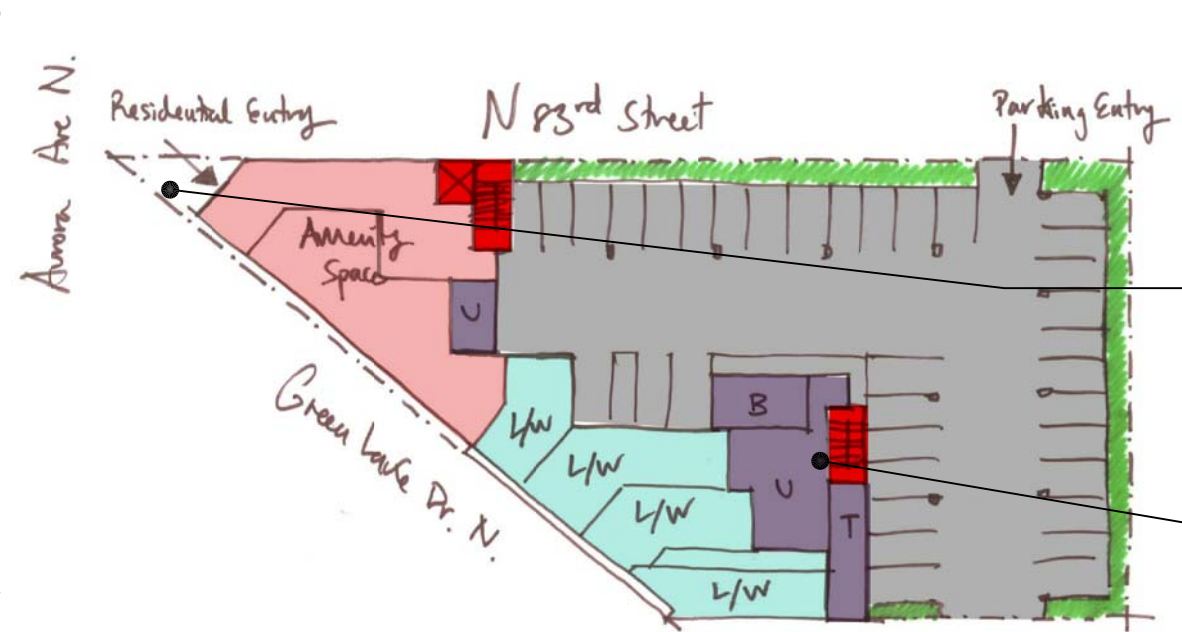 Aurora Ave N.
Residential Entry
N 83rd Street
Parking Entry
Amenity
Space
U
L/W
L/W
L/W
L/W
B
U
T
Green Lake Dr. N.